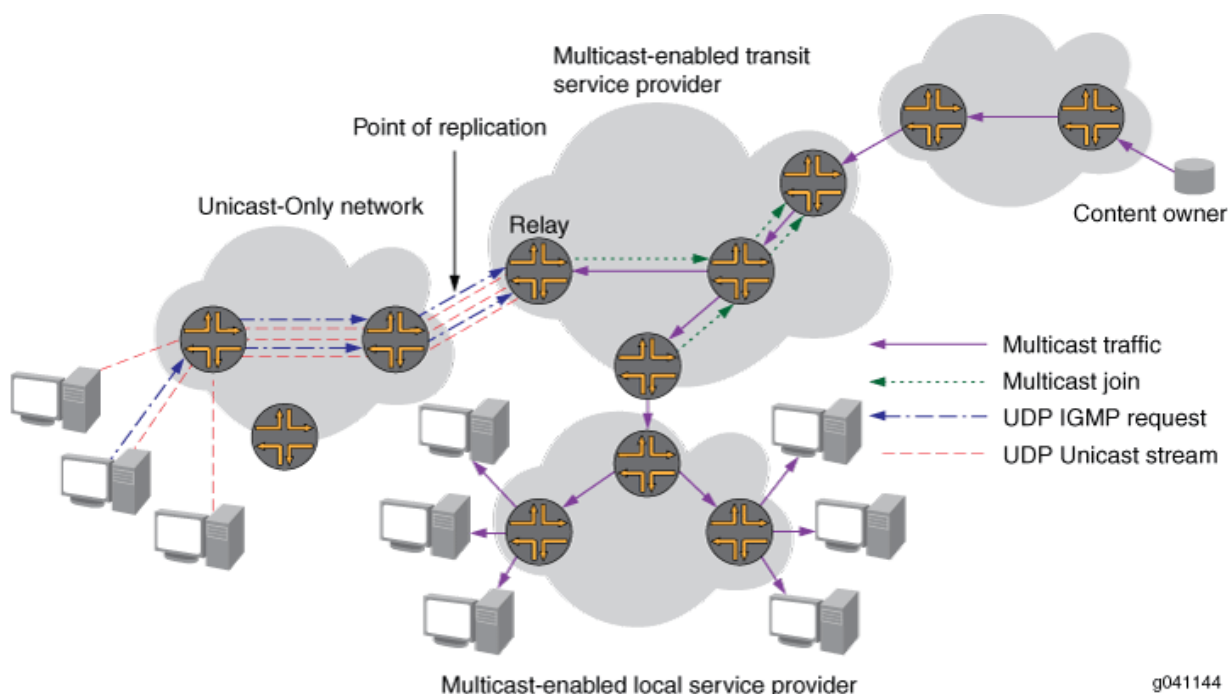 Multicast-enabled transit
service provider
Point of replication
Unicast-Only network
Relay
Content owner
Multicast traffic
Multicast join
UDP IGMP request
UDP Unicast stream
Multicast-enabled local service provider
g041144